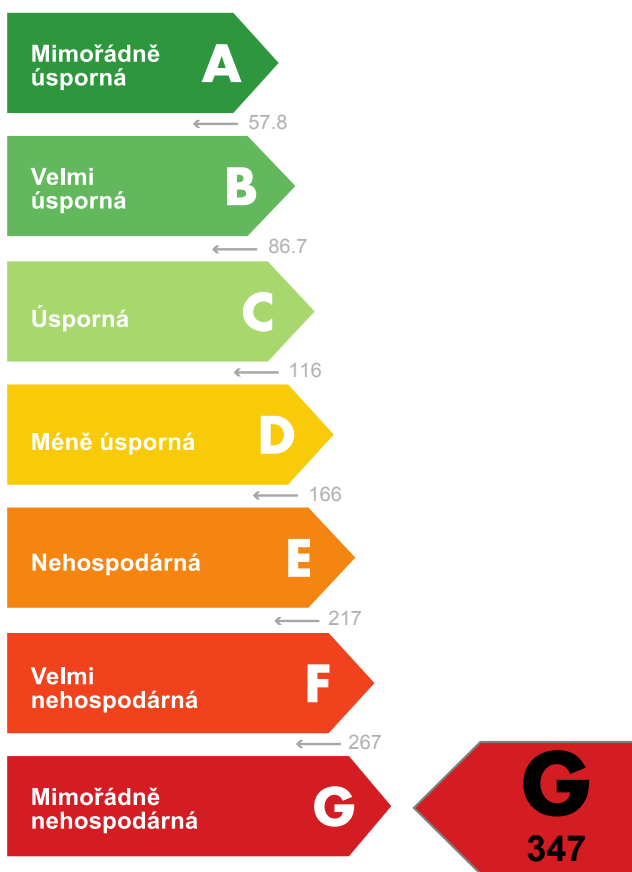 Mimořádně
úsporná
A
← 57.8
Velmi
úsporná
B
← 86.7
Úsporná C
← 116
Méně úsporná D
← 166
Nehospodárná E
← 217
Velmi
nehospodárná
F
← 267
Mimořádně
nehospodárná
G
G
347